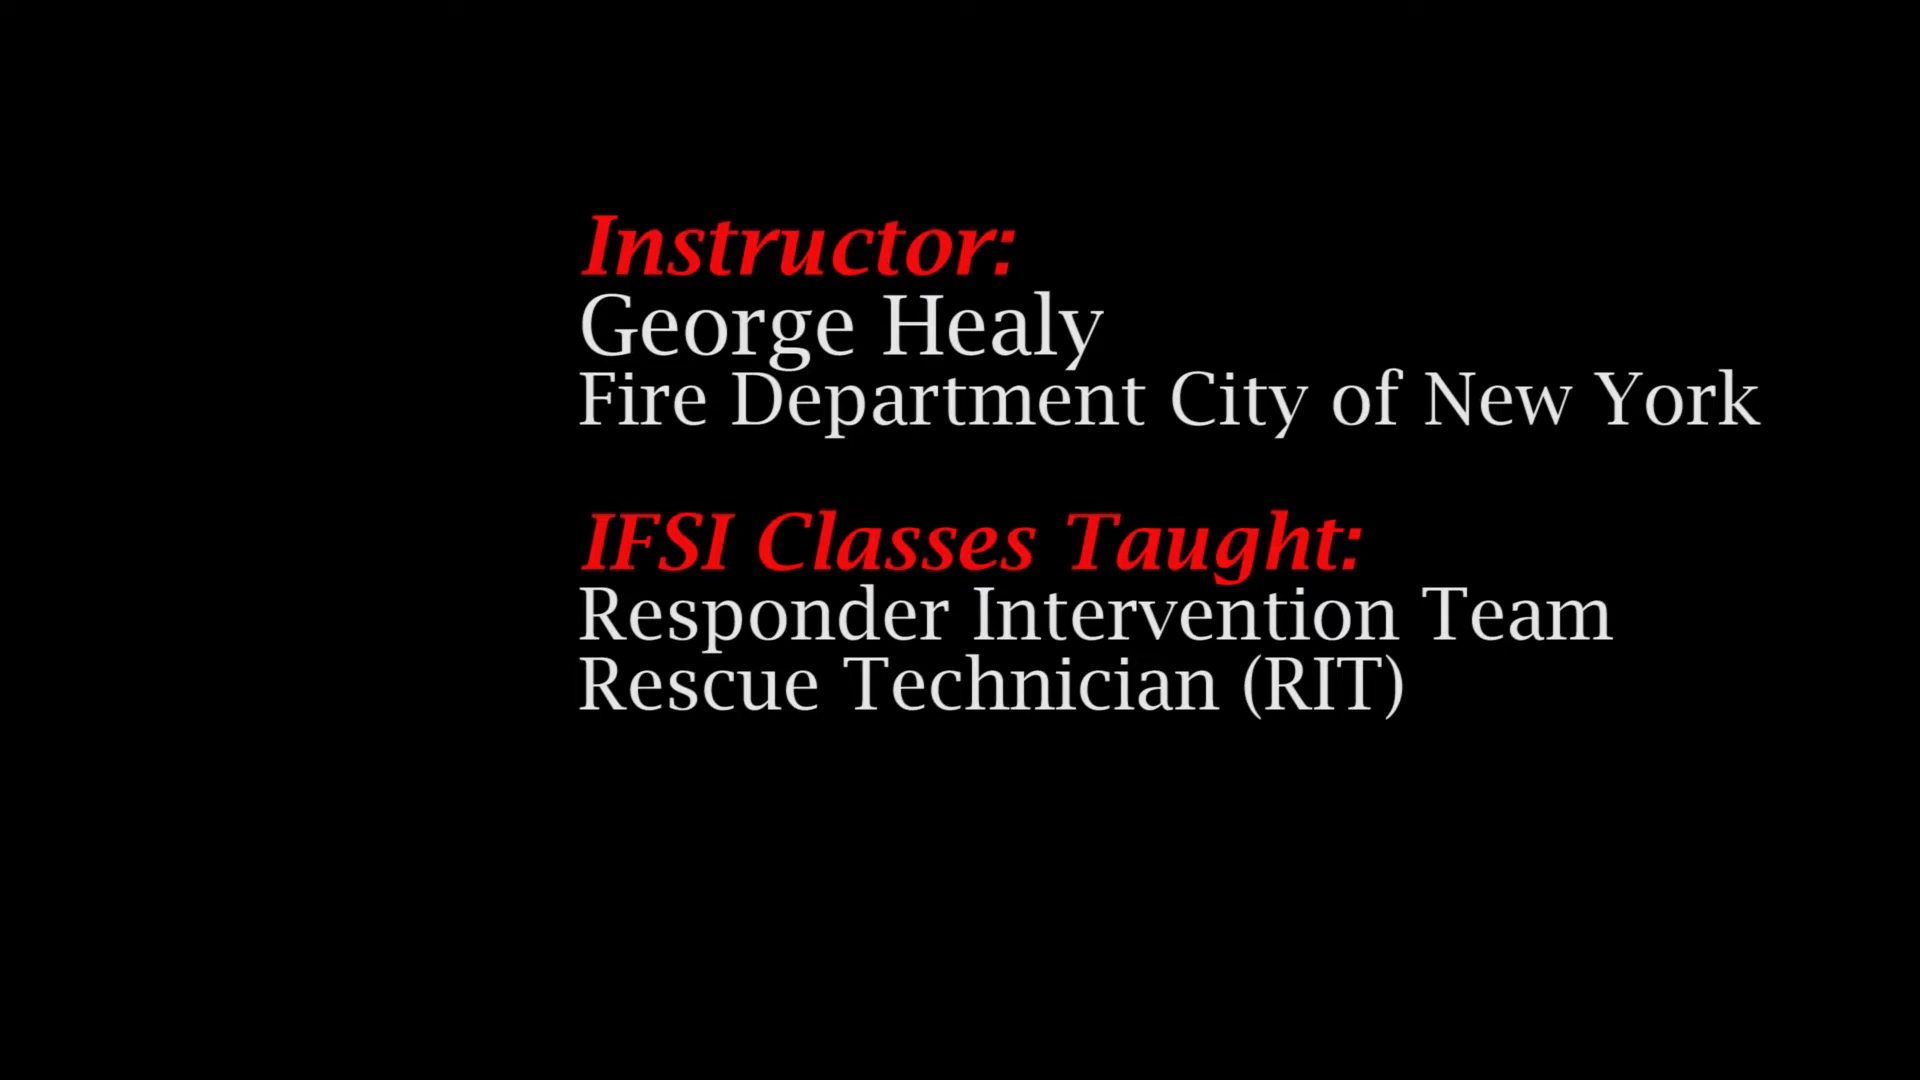 Instructor:
George Healy
Fire Department City of New York
IFSI Classes Taught:
Responder Intervention Team
Rescue Technician (RIT)